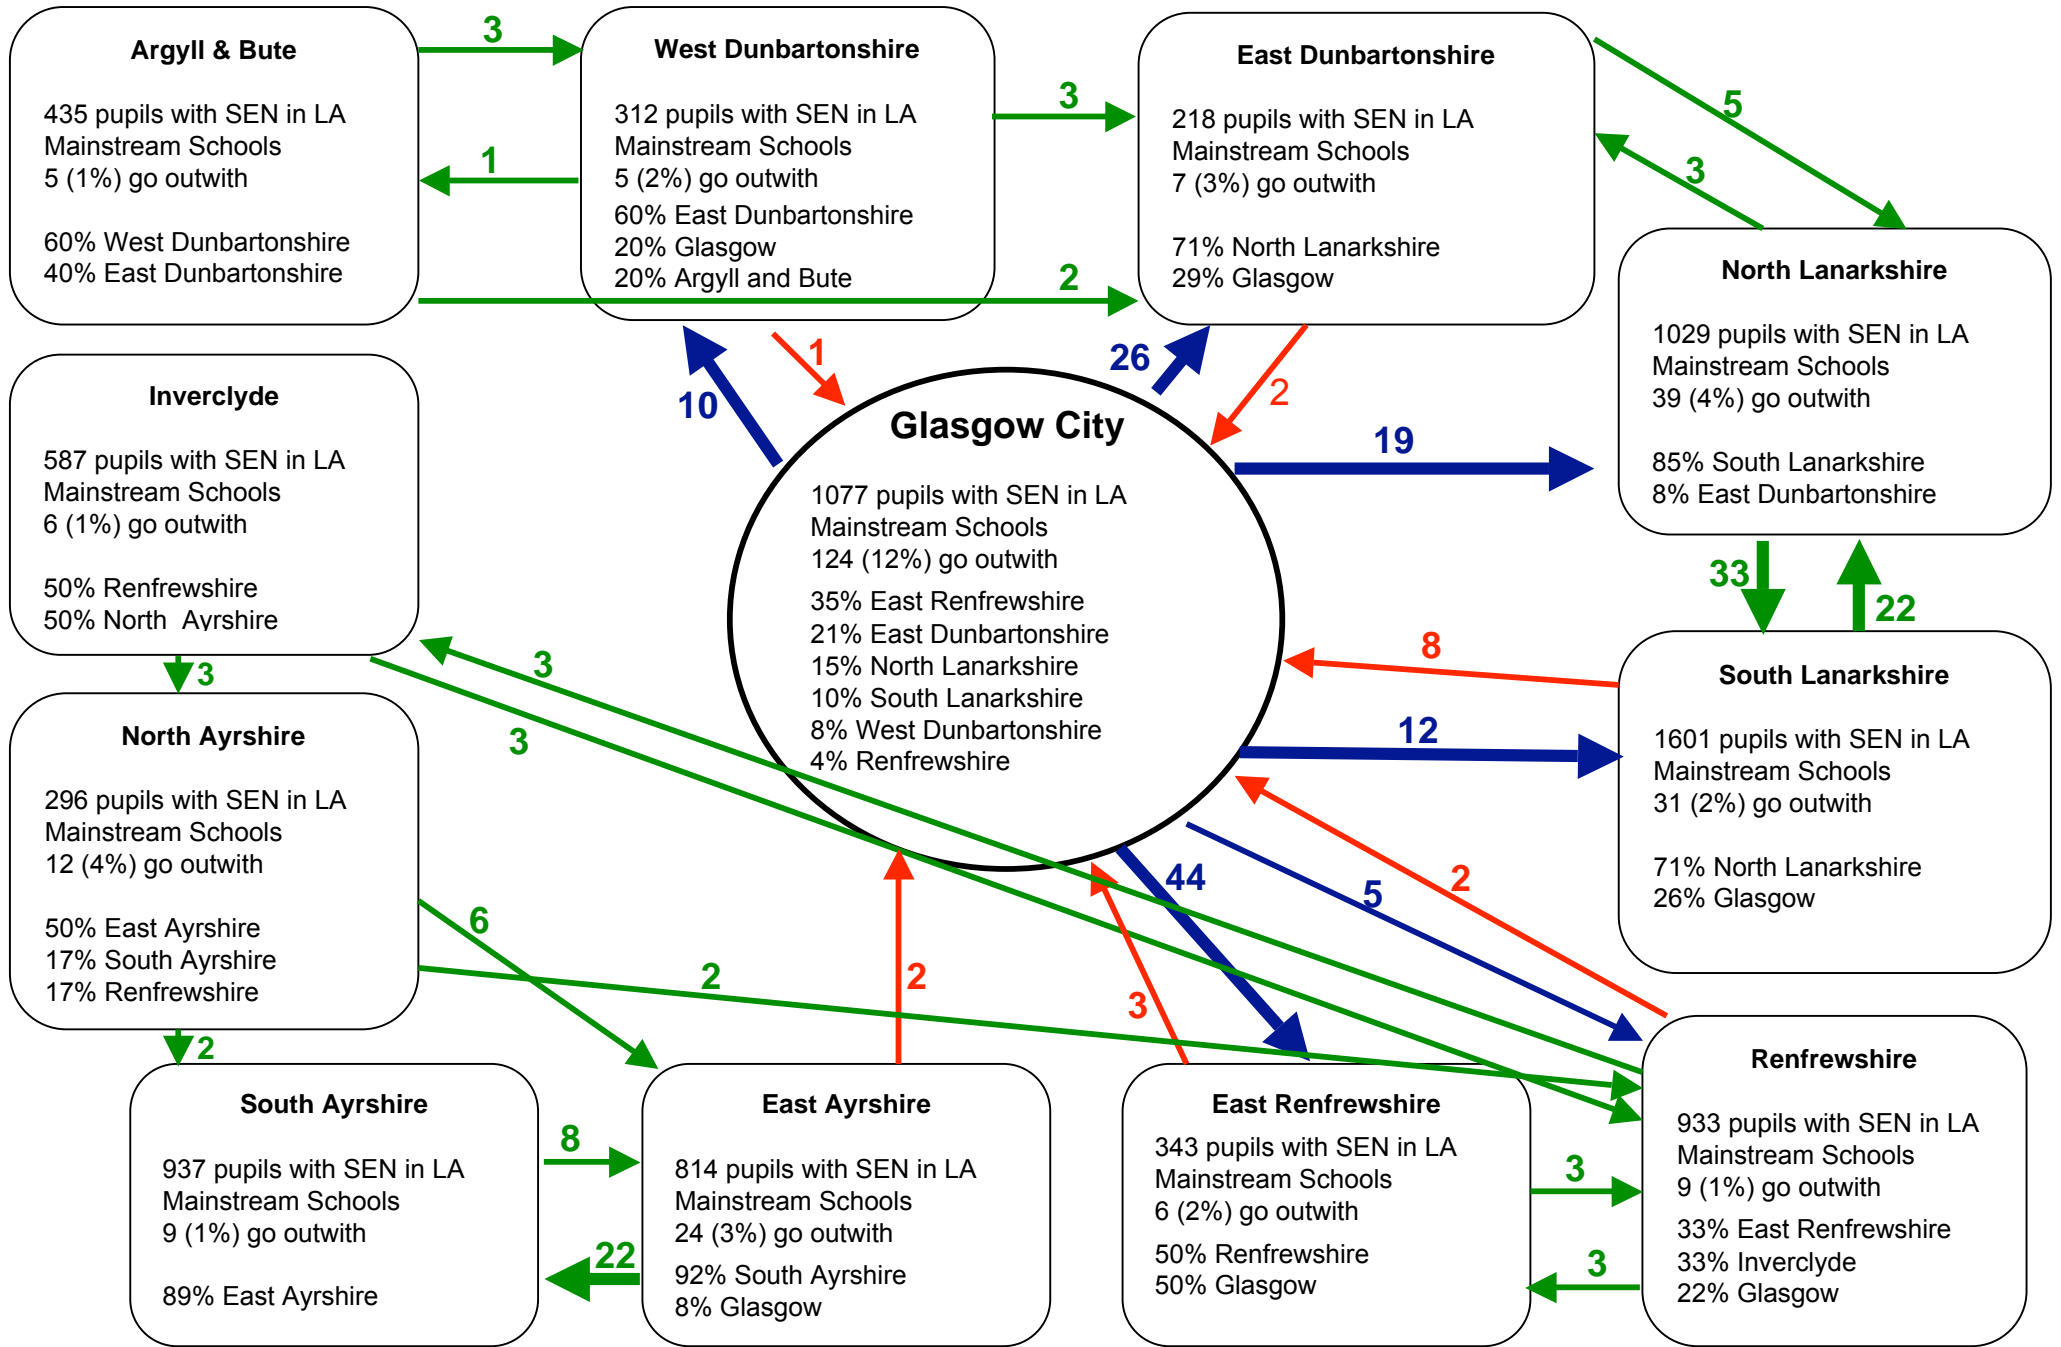 Argyll & Bute
435 pupils with SEN in LA
Mainstream Schools
5 (1%) go outwith
60% West Dunbartonshire
40% East Dunbartonshire
3
1
2
West Dunbartonshire
312 pupils with SEN in LA
Mainstream Schools
5 (2%) go outwith
60% East Dunbartonshire
20% Glasgow
20% Argyll and Bute
3
East Dunbartonshire
218 pupils with SEN in LA
Mainstream Schools
7 (3%) go outwith
71% North Lanarkshire
29% Glasgow
5
3
North Lanarkshire
1029 pupils with SEN in LA
Mainstream Schools
39 (4%) go outwith
85% South Lanarkshire
8% East Dunbartonshire
10
1
26
2
19
Inverclyde
587 pupils with SEN in LA
Mainstream Schools
6 (1%) go outwith
50% Renfrewshire
50% North Ayrshire
Glasgow City
1077 pupils with SEN in LA
Mainstream Schools
124 (12%) go outwith
35% East Renfrewshire
21% East Dunbartonshire
15% North Lanarkshire
10% South Lanarkshire
8% West Dunbartonshire
4% Renfrewshire
33
22
8
12
3
3
3
South Lanarkshire
1601 pupils with SEN in LA
Mainstream Schools
31 (2%) go outwith
71% North Lanarkshire
26% Glasgow
North Ayrshire
296 pupils with SEN in LA
Mainstream Schools
12 (4%) go outwith
50% East Ayrshire
17% South Ayrshire
17% Renfrewshire
6
2
2
44
3
5
2
2
South Ayrshire
937 pupils with SEN in LA
Mainstream Schools
9 (1%) go outwith
89% East Ayrshire
8
22
East Ayrshire
814 pupils with SEN in LA
Mainstream Schools
24 (3%) go outwith
92% South Ayrshire
8% Glasgow
East Renfrewshire
343 pupils with SEN in LA
Mainstream Schools
6 (2%) go outwith
50% Renfrewshire
50% Glasgow
3
3
Renfrewshire
933 pupils with SEN in LA
Mainstream Schools
9 (1%) go outwith
33% East Renfrewshire
33% Inverclyde
22% Glasgow